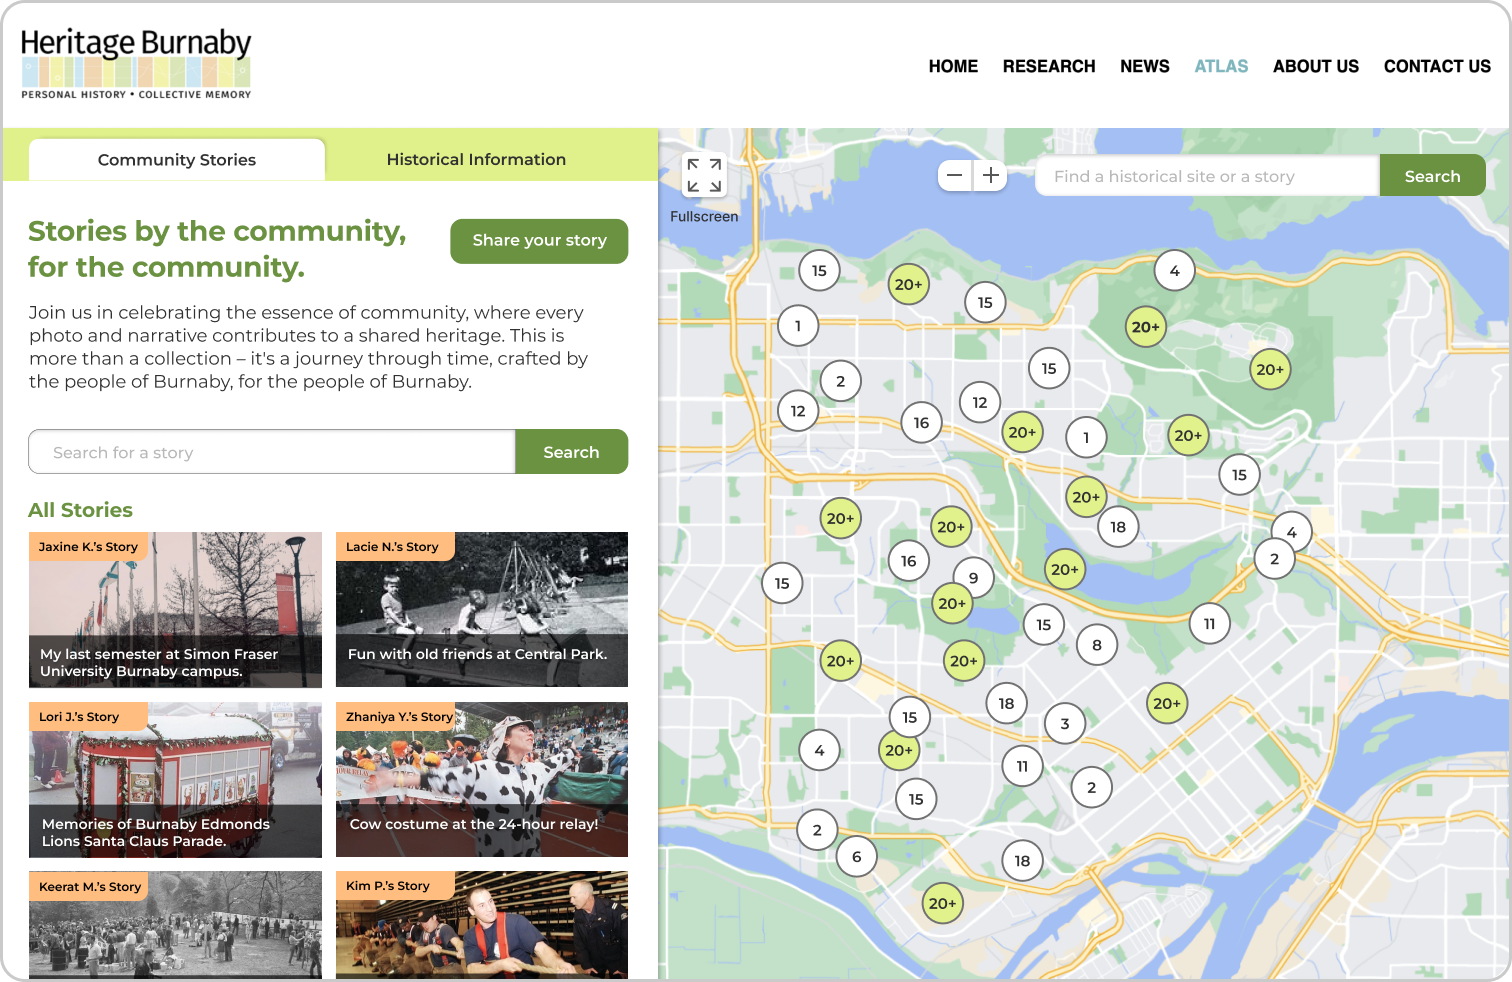 Heritage Burnaby
PERSONAL HISTORY • COLLECTIVE MEMORY
HOME
RESEARCH
NEWS
ATLAS
ABOUT US
CONTACT US
Community Stories
Historical Information
Stories by the community,
for the community.
Share your story
Join us in celebrating the essence of community, where every
photo and narrative contributes to a shared heritage. This is
more than a collection – it's a journey through time, crafted by
the people of Burnaby, for the people of Burnaby.
Search for a story
Search
All Stories
Jaxine K.'s Story
My last semester at Simon Fraser
University Burnaby campus.
Lacie N.'s Story
Fun with old friends at Central Park.
Lori J.'s Story
Memories of Burnaby Edmonds
Lions Santa Claus Parade.
Zhaniya Y.'s Story
Cow costume at the 24-hour relay!
Keerat M.'s Story
Kim P.'s Story
Fullscreen
−
+
Find a historical site or a story
Search
15
20+
15
4
1
20+
15
20+
2
12
12
16
20+
1
20+
15
20+
20+
20+
18
4
2
16
9
20+
15
20+
15
11
8
20+
20+
18
20+
15
3
4
20+
11
2
15
2
6
18
20+